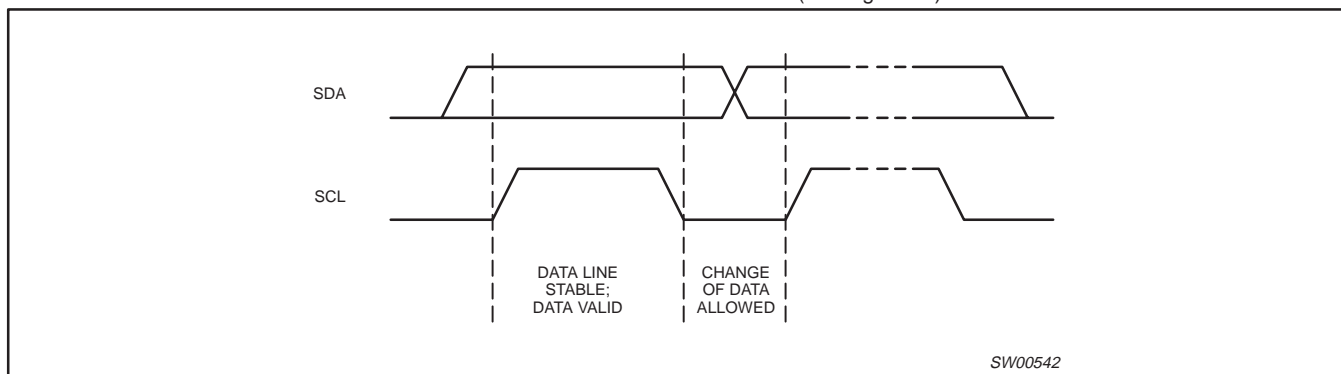 SDA
SCL
DATA LINE
STABLE;
DATA VALID
CHANGE
OF DATA
ALLOWED
SW00542